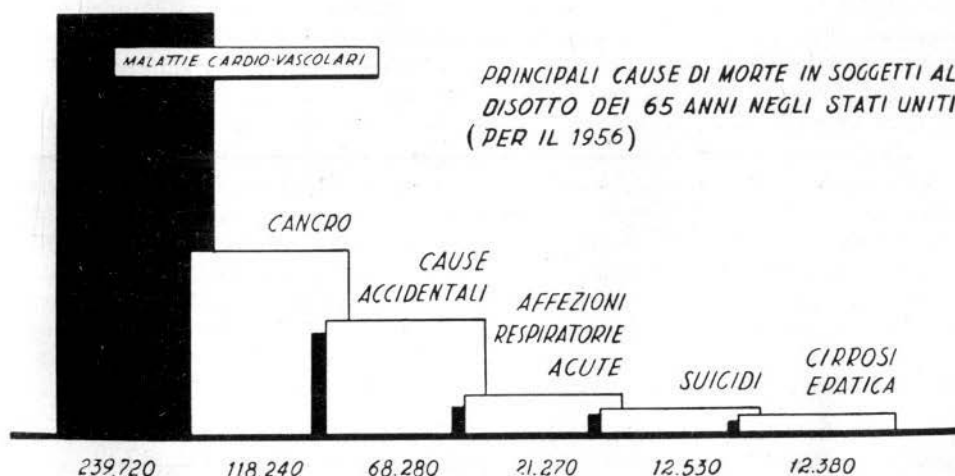 MALATTIE CARDIO-VASCOLARI
PRINCIPALI CAUSE DI MORTE IN SOGGETTI AL
DISOTTO DEI 65 ANNI NEGLI STATI UNITI
(PER IL 1956)
CANCRO
CAUSE
ACCIDENTALI
AFFEZIONI
RESPIRATORIE
ACUTE
SUICIDI
CIRROSI
EPATICA
239.720 118.240 68.280 21.270 12.530 12.380